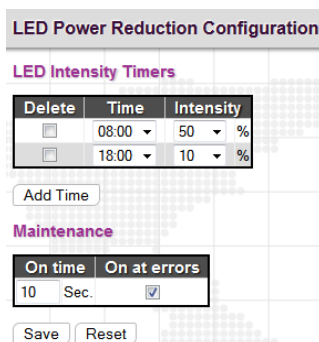 LED Power Reduction Configuration
LED Intensity Timers
Delete Time Intensity
08:00 50 %
18:00 10 %
Add Time
Maintenance
On time On at errors
10 Sec.
Save Reset